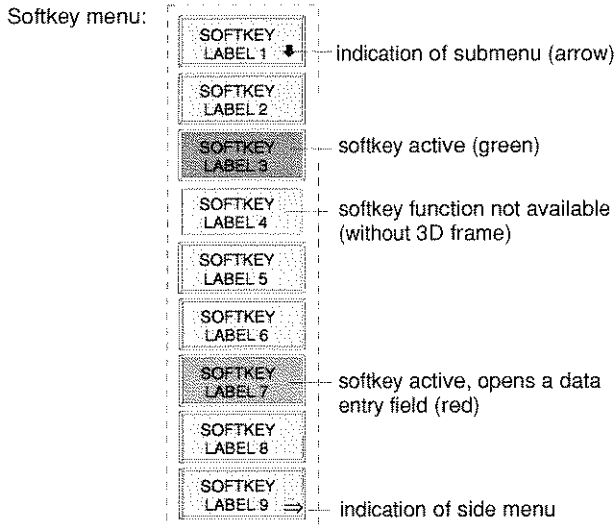 Softkey menu:
SOFTKEY
LABEL 1
indication of submenu (arrow)
SOFTKEY
LABEL 2
SOFTKEY
LABEL 3
softkey active (green)
SOFTKEY
LABEL 4
softkey function not available
(without 3D frame)
SOFTKEY
LABEL 5
SOFTKEY
LABEL 6
SOFTKEY
LABEL 7
softkey active, opens a data
entry field (red)
SOFTKEY
LABEL 8
SOFTKEY
LABEL 9 ⇒
indication of side menu